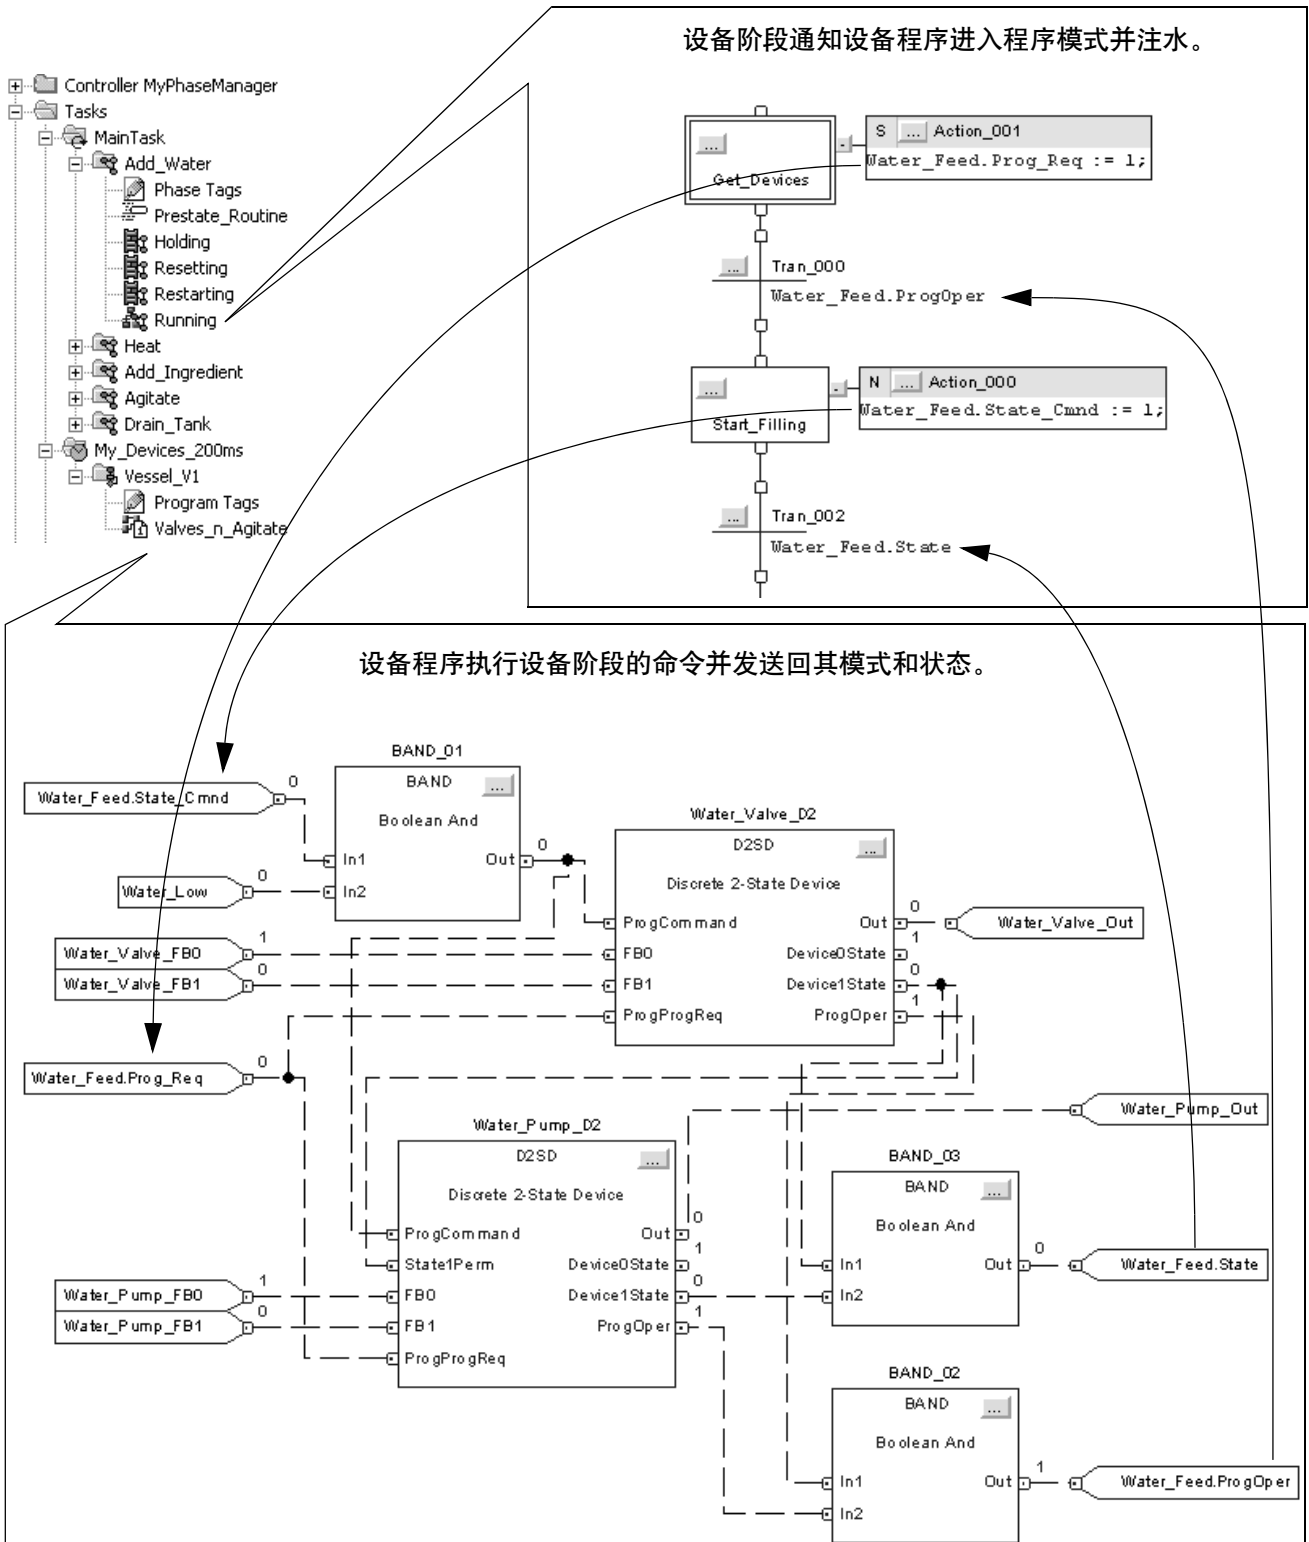 设备阶段通知设备程序进入程序模式并注水。
Controller MyPhaseManager
Tasks
MainTask
Add_Water
Phase Tags
Prestate_Routine
Holding
Resetting
Restarting
Running
Heat
Add_Ingredient
Agitate
Drain_Tank
My_Devices_200ms
Vessel_V1
Program Tags
Valves_n_Agitate
...
S ... Action_001
Water_Feed.Prog_Req := 1;
Get_Devices
... Tran_000
Water_Feed.ProgOper
...
N ... Action_000
Water_Feed.State_Cmnd := 1;
Start_Filling
... Tran_002
Water_Feed.State
设备程序执行设备阶段的命令并发送回其模式和状态。
BAND_01
BAND ...
Boolean And
In1 Out 0
In2
Water_Feed.State_Cmnd 0
Water_Low 0
Water_Valve_FB0 1
Water_Valve_FB1 0
Water_Feed.Prog_Req 0
Water_Valve_D2
D2SD ...
Discrete 2-State Device
ProgCommand Out 0
FB0 Device0State 1
FB1 Device1State 0
ProgProgReq ProgOper 1
Water_Valve_Out
Water_Pump_Out
Water_Pump_D2
D2SD ...
Discrete 2-State Device
ProgCommand Out 0
State1Perm Device0State 1
FB0 Device1State 0
FB1 ProgOper 1
ProgProgReq
Water_Pump_FB0 1
Water_Pump_FB1 0
BAND_03
BAND ...
Boolean And
In1 Out 0
In2
Water_Feed.State
BAND_02
BAND ...
Boolean And
In1 Out 1
In2
Water_Feed.ProgOper